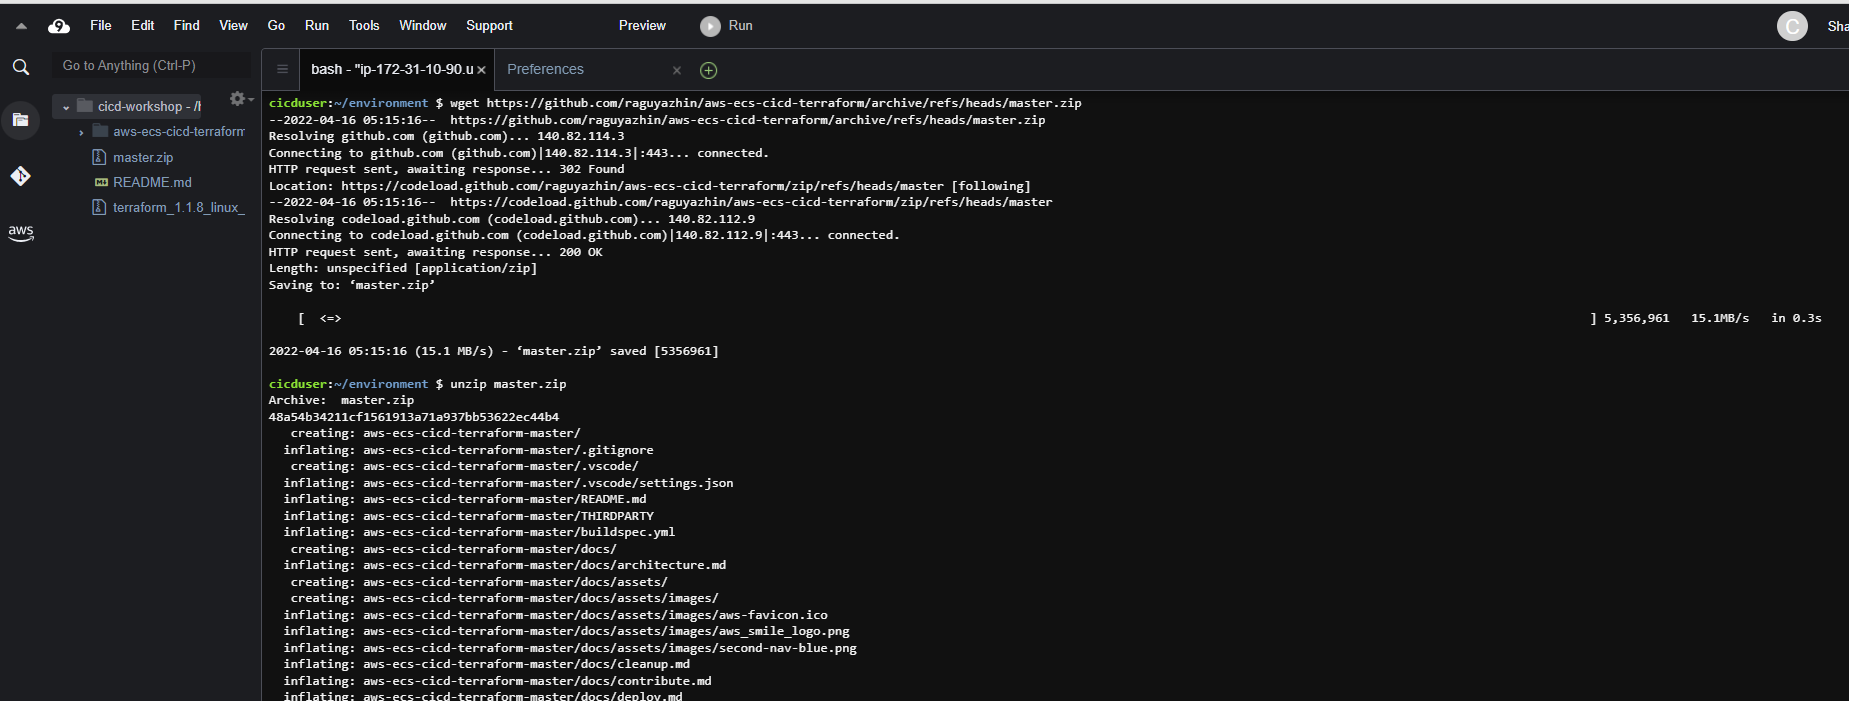 File Edit Find View Go Run Tools Window Support Preview Run C Sha
Go to Anything (Ctrl-P)
bash - "ip-172-31-10-90.u × Preferences ×
cicd-workshop - /h
aws-ecs-cicd-terraform
master.zip
README.md
terraform_1.1.8_linux_
aws
cicduser:~/environment $ wget https://github.com/raguyazhin/aws-ecs-cicd-terraform/archive/refs/heads/master.zip
--2022-04-16 05:15:16--  https://github.com/raguyazhin/aws-ecs-cicd-terraform/archive/refs/heads/master.zip
Resolving github.com (github.com)... 140.82.114.3
Connecting to github.com (github.com)|140.82.114.3|:443... connected.
HTTP request sent, awaiting response... 302 Found
Location: https://codeload.github.com/raguyazhin/aws-ecs-cicd-terraform/zip/refs/heads/master [following]
--2022-04-16 05:15:16--  https://codeload.github.com/raguyazhin/aws-ecs-cicd-terraform/zip/refs/heads/master
Resolving codeload.github.com (codeload.github.com)... 140.82.112.9
Connecting to codeload.github.com (codeload.github.com)|140.82.112.9|:443... connected.
HTTP request sent, awaiting response... 200 OK
Length: unspecified [application/zip]
Saving to: ‘master.zip’
[  <=>  ] 5,356,961   15.1MB/s   in 0.3s
2022-04-16 05:15:16 (15.1 MB/s) - ‘master.zip’ saved [5356961]
cicduser:~/environment $ unzip master.zip
Archive:  master.zip
48a54b34211cf1561913a71a937bb53622ec44b4
creating: aws-ecs-cicd-terraform-master/
inflating: aws-ecs-cicd-terraform-master/.gitignore
creating: aws-ecs-cicd-terraform-master/.vscode/
inflating: aws-ecs-cicd-terraform-master/.vscode/settings.json
inflating: aws-ecs-cicd-terraform-master/README.md
inflating: aws-ecs-cicd-terraform-master/THIRDPARTY
inflating: aws-ecs-cicd-terraform-master/buildspec.yml
creating: aws-ecs-cicd-terraform-master/docs/
inflating: aws-ecs-cicd-terraform-master/docs/architecture.md
creating: aws-ecs-cicd-terraform-master/docs/assets/
creating: aws-ecs-cicd-terraform-master/docs/assets/images/
inflating: aws-ecs-cicd-terraform-master/docs/assets/images/aws-favicon.ico
inflating: aws-ecs-cicd-terraform-master/docs/assets/images/aws_smile_logo.png
inflating: aws-ecs-cicd-terraform-master/docs/assets/images/second-nav-blue.png
inflating: aws-ecs-cicd-terraform-master/docs/cleanup.md
inflating: aws-ecs-cicd-terraform-master/docs/contribute.md
inflating: aws-ecs-cicd-terraform-master/docs/deploy.md